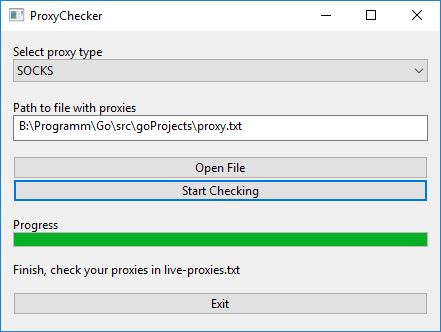 ProxyChecker
Select proxy type
SOCKS
Path to file with proxies
B:\Programm\Go\src\goProjects\proxy.txt
Open File
Start Checking
Progress
Finish, check your proxies in live-proxies.txt
Exit